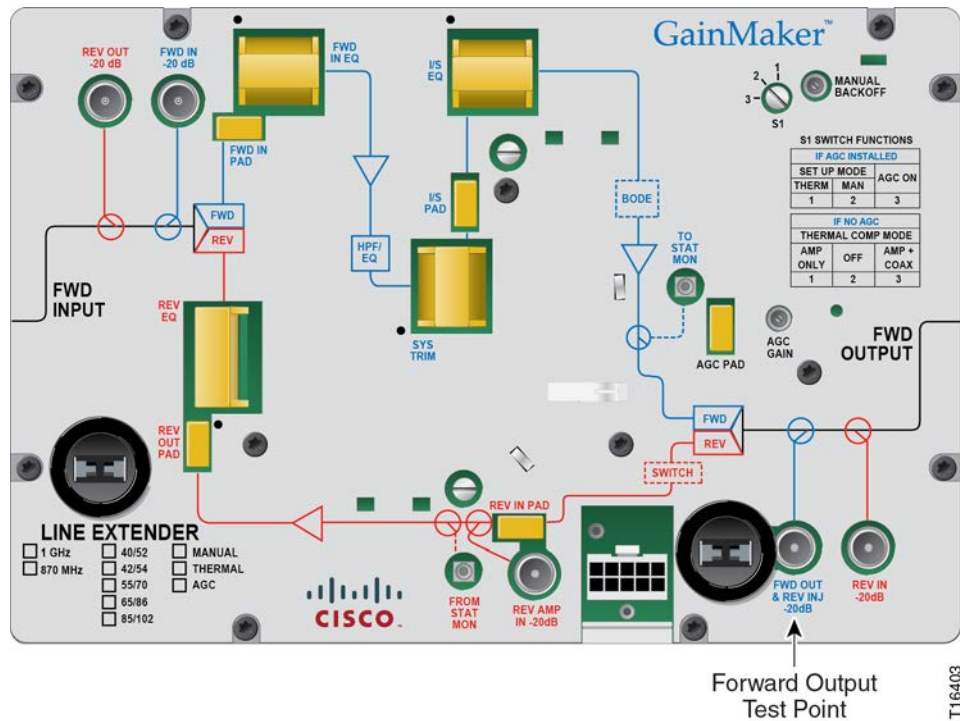 GainMaker™
REV OUT
-20 dB
FWD IN
-20 dB
FWD
IN EQ
I/S
EQ
1
2
3
S1
MANUAL
BACKOFF
FWD IN
PAD
I/S
PAD
BODE
S1 SWITCH FUNCTIONS
IF AGC INSTALLED
SET UP MODE
AGC ON
THERM
MAN
1
2
3
IF NO AGC
THERMAL COMP MODE
AMP
ONLY
OFF
AMP +
COAX
1
2
3
FWD
REV
HPF/
EQ
TO
STAT
MON
FWD
INPUT
REV
EQ
SYS
TRIM
AGC PAD
AGC
GAIN
FWD
OUTPUT
FWD
REV
REV
OUT
PAD
SWITCH
REV IN PAD
LINE EXTENDER
1 GHz
870 MHz
40/52
42/54
55/70
65/86
85/102
MANUAL
THERMAL
AGC
CISCO
FROM
STAT
MON
REV AMP
IN -20dB
FWD OUT
& REV INJ
-20dB
REV IN
-20dB
Forward Output
Test Point
T16403